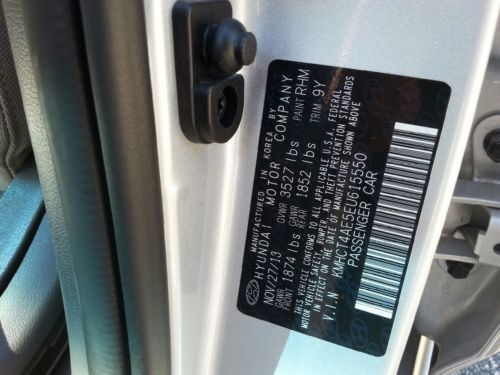 MANUFACTURED IN KOREA BY
HYUNDAI MOTOR COMPANY
NOV/27/13 GVWR 3527 lbs PAINT RHM
GAWR FRONT 1874 lbs GAWR REAR 1852 lbs TRIM 9Y
THIS VEHICLE CONFORMS TO ALL APPLICABLE U.S.A. FEDERAL
MOTOR VEHICLE SAFETY, BUMPER, AND THEFT PREVENTION STANDARDS
IN EFFECT ON THE DATE OF MANUFACTURE SHOWN ABOVE
V.I.N KMHCT4AE5EU615550
PASSENGER CAR